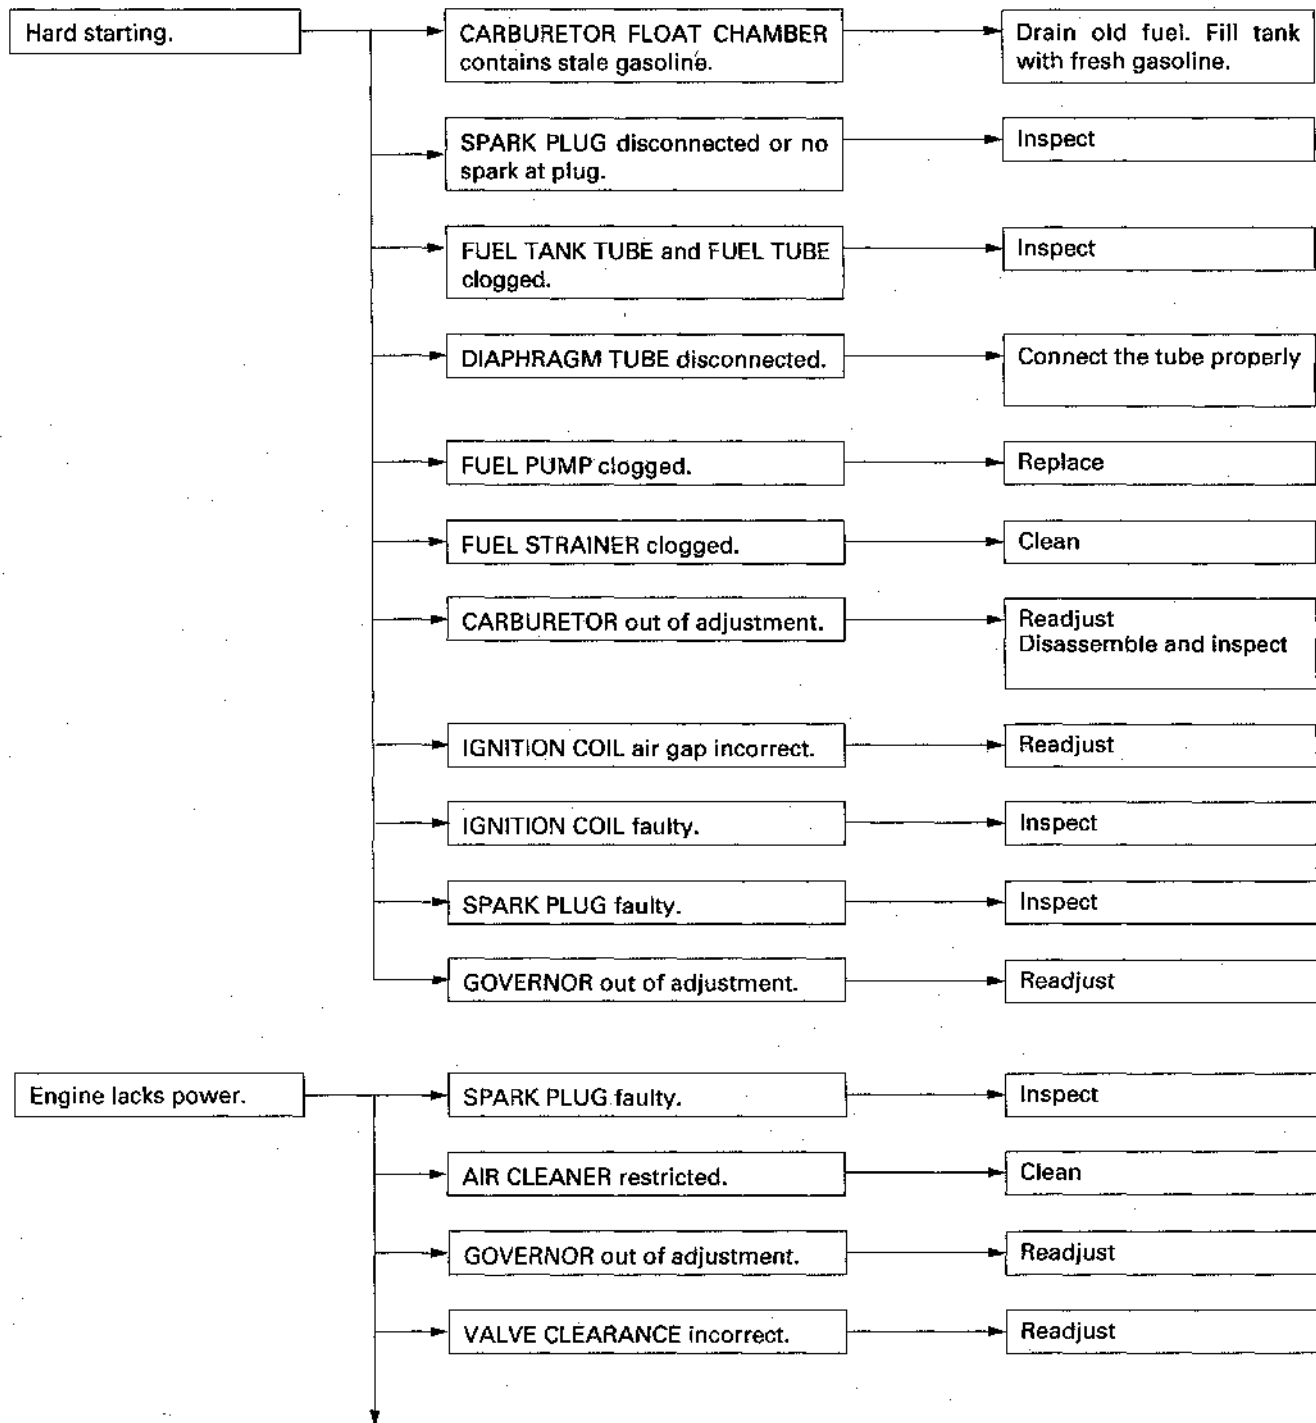 Hard starting.
CARBURETOR FLOAT CHAMBER
contains stale gasoline.
Drain old fuel. Fill tank
with fresh gasoline.
SPARK PLUG disconnected or no
spark at plug.
Inspect
FUEL TANK TUBE and FUEL TUBE
clogged.
Inspect
DIAPHRAGM TUBE disconnected.
Connect the tube properly
FUEL PUMP clogged.
Replace
FUEL STRAINER clogged.
Clean
CARBURETOR out of adjustment.
Readjust
Disassemble and inspect
IGNITION COIL air gap incorrect.
Readjust
IGNITION COIL faulty.
Inspect
SPARK PLUG faulty.
Inspect
GOVERNOR out of adjustment.
Readjust
Engine lacks power.
SPARK PLUG faulty.
Inspect
AIR CLEANER restricted.
Clean
GOVERNOR out of adjustment.
Readjust
VALVE CLEARANCE incorrect.
Readjust